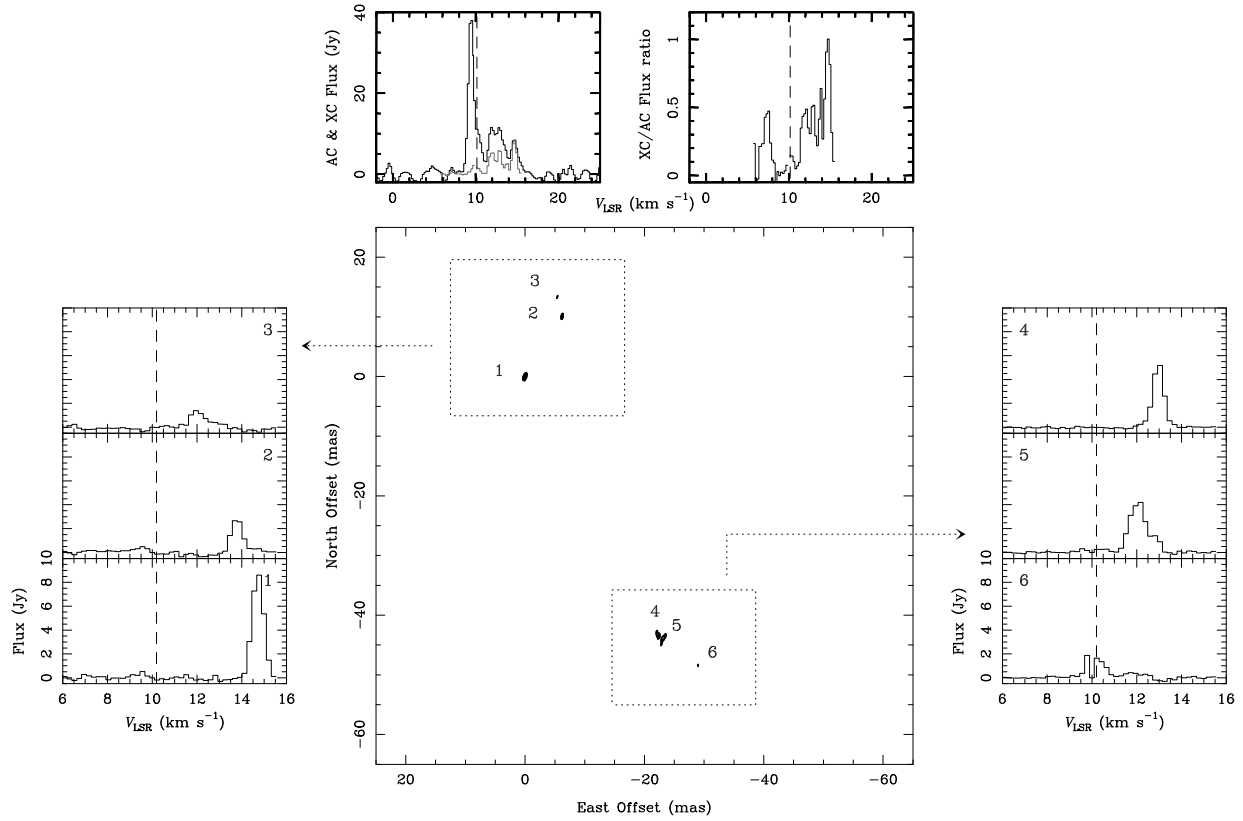 AC & XC Flux (Jy)
40
20
0
0 10 20
XC/AC Flux ratio
1
0.5
0
0 10 20
V_LSR (km s⁻¹)
North Offset (mas)
20
0
−20
−40
−60
3
2
1
4
5
6
20 0 −20 −40 −60
East Offset (mas)
3
2
1
Flux (Jy)
10
8
6
4
2
0
6 8 10 12 14 16
V_LSR (km s⁻¹)
4
5
6
Flux (Jy)
10
8
6
4
2
0
6 8 10 12 14 16
V_LSR (km s⁻¹)